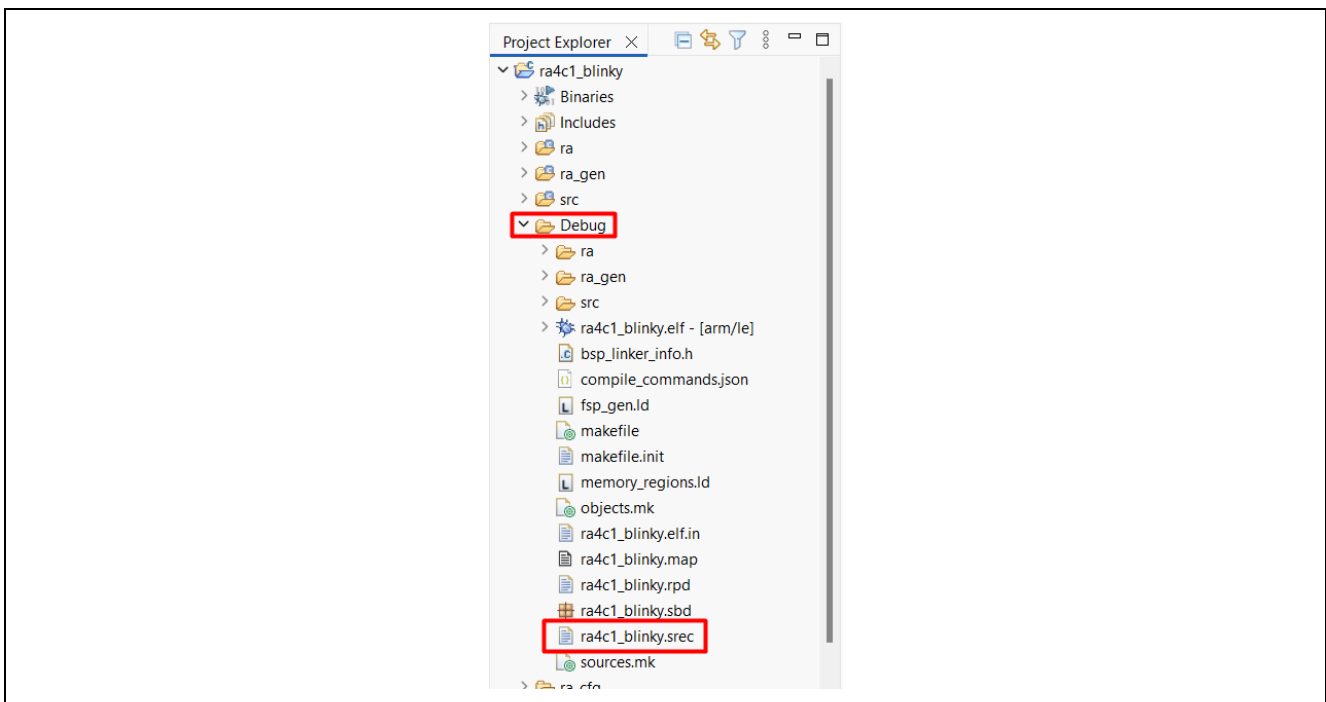 Project Explorer
ra4c1_blinky
Binaries
Includes
ra
ra_gen
src
Debug
ra
ra_gen
src
ra4c1_blinky.elf - [arm/le]
bsp_linker_info.h
compile_commands.json
fsp_gen.ld
makefile
makefile.init
memory_regions.ld
objects.mk
ra4c1_blinky.elf.in
ra4c1_blinky.map
ra4c1_blinky.rpd
ra4c1_blinky.sbd
ra4c1_blinky.srec
sources.mk
ra_cfg